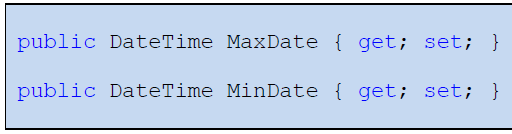 public DateTime MaxDate { get; set; }
public DateTime MinDate { get; set; }